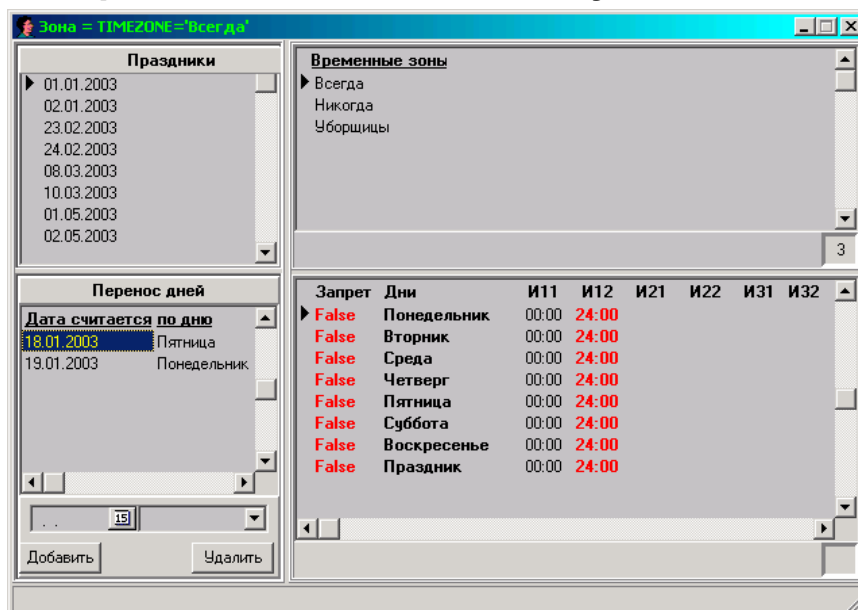 Зона = TIMEZONE='Всегда'
Праздники
01.01.2003
02.01.2003
23.02.2003
24.02.2003
08.03.2003
10.03.2003
01.05.2003
02.05.2003
Временные зоны
Всегда
Никогда
Уборщицы
3
Перенос дней
Дата считается по дню
18.01.2003 Пятница
19.01.2003 Понедельник
. . 15
Добавить Удалить
Запрет Дни И11 И12 И21 И22 И31 И32
False Понедельник 00:00 24:00
False Вторник 00:00 24:00
False Среда 00:00 24:00
False Четверг 00:00 24:00
False Пятница 00:00 24:00
False Суббота 00:00 24:00
False Воскресенье 00:00 24:00
False Праздник 00:00 24:00